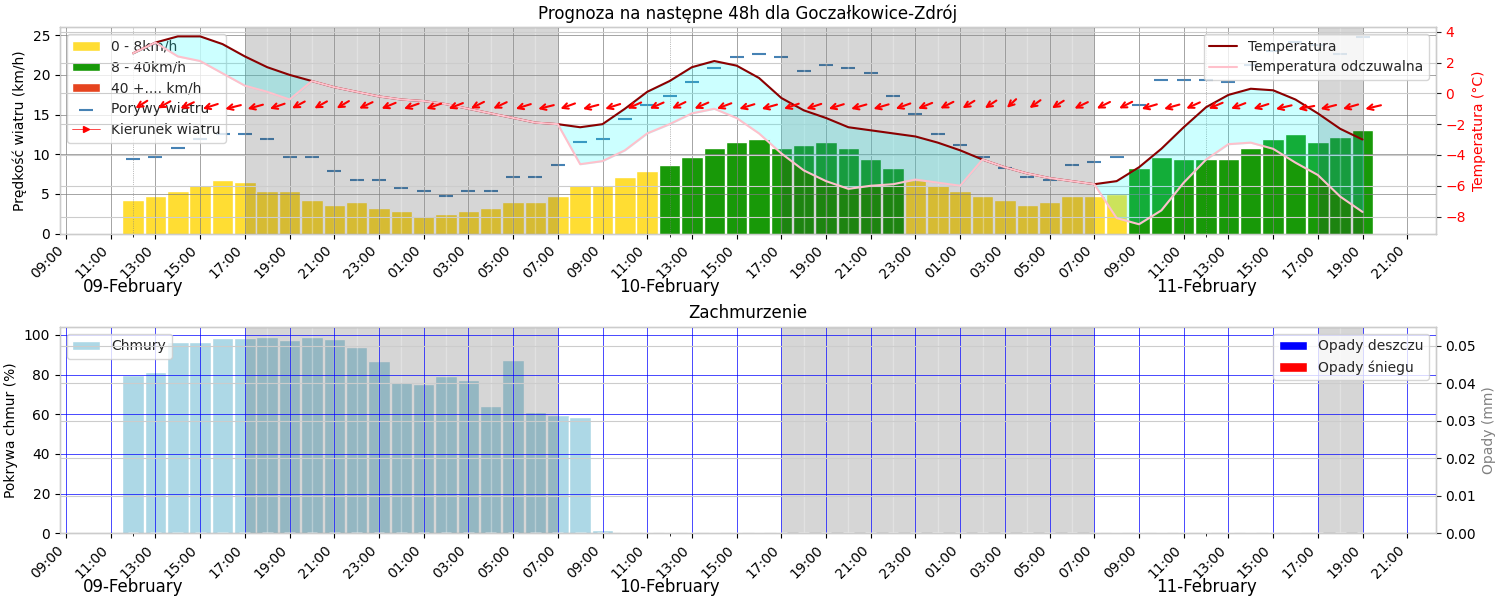 Prognoza na następne 48h dla Goczałkowice-Zdrój
Prędkość wiatru (km/h)
25
20
15
10
5
0
0 - 8km/h
8 - 40km/h
40 +.... km/h
Porywy wiatru
Kierunek wiatru
Temperatura
Temperatura odczuwalna
4
2
0
−2
−4
−6
−8
Temperatura (°C)
09:00 11:00 13:00 15:00 17:00 19:00 21:00 23:00 01:00 03:00 05:00 07:00 09:00 11:00 13:00 15:00 17:00 19:00 21:00 23:00 01:00 03:00 05:00 07:00 09:00 11:00 13:00 15:00 17:00 19:00 21:00
09-February 10-February 11-February
Zachmurzenie
Pokrywa chmur (%)
100
80
60
40
20
0
Chmury
Opady deszczu
Opady śniegu
0.05
0.04
0.03
0.02
0.01
0.00
Opady (mm)
09:00 11:00 13:00 15:00 17:00 19:00 21:00 23:00 01:00 03:00 05:00 07:00 09:00 11:00 13:00 15:00 17:00 19:00 21:00 23:00 01:00 03:00 05:00 07:00 09:00 11:00 13:00 15:00 17:00 19:00 21:00
09-February 10-February 11-February